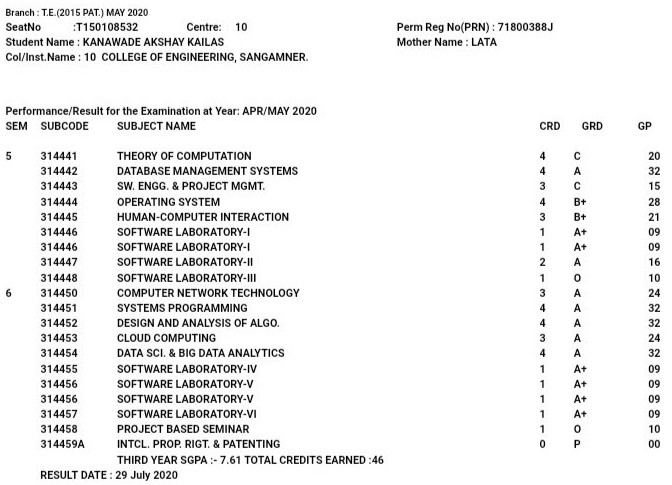 Branch : T.E.(2015 PAT.) MAY 2020
SeatNo :T150108532 Centre: 10 Perm Reg No(PRN) : 71800388J
Student Name : KANAWADE AKSHAY KAILAS Mother Name : LATA
Col/Inst.Name : 10 COLLEGE OF ENGINEERING, SANGAMNER.
Performance/Result for the Examination at Year: APR/MAY 2020
SEM SUBCODE SUBJECT NAME CRD GRD GP
5 314441 THEORY OF COMPUTATION 4 C 20
314442 DATABASE MANAGEMENT SYSTEMS 4 A 32
314443 SW. ENGG. & PROJECT MGMT. 3 C 15
314444 OPERATING SYSTEM 4 B+ 28
314445 HUMAN-COMPUTER INTERACTION 3 B+ 21
314446 SOFTWARE LABORATORY-I 1 A+ 09
314446 SOFTWARE LABORATORY-I 1 A+ 09
314447 SOFTWARE LABORATORY-II 2 A 16
314448 SOFTWARE LABORATORY-III 1 O 10
6 314450 COMPUTER NETWORK TECHNOLOGY 3 A 24
314451 SYSTEMS PROGRAMMING 4 A 32
314452 DESIGN AND ANALYSIS OF ALGO. 4 A 32
314453 CLOUD COMPUTING 3 A 24
314454 DATA SCI. & BIG DATA ANALYTICS 4 A 32
314455 SOFTWARE LABORATORY-IV 1 A+ 09
314456 SOFTWARE LABORATORY-V 1 A+ 09
314456 SOFTWARE LABORATORY-V 1 A+ 09
314457 SOFTWARE LABORATORY-VI 1 A+ 09
314458 PROJECT BASED SEMINAR 1 O 10
314459A INTCL. PROP. RIGT. & PATENTING 0 P 00
THIRD YEAR SGPA :- 7.61 TOTAL CREDITS EARNED :46
RESULT DATE : 29 July 2020